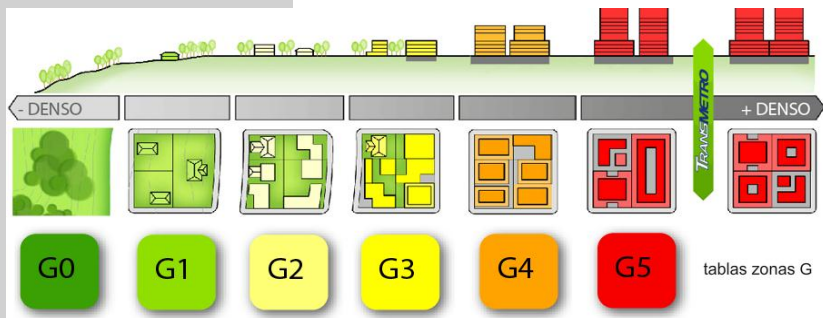 - DENSO
+ DENSO
TRANSMETRO
G0
G1
G2
G3
G4
G5
tablas zonas G